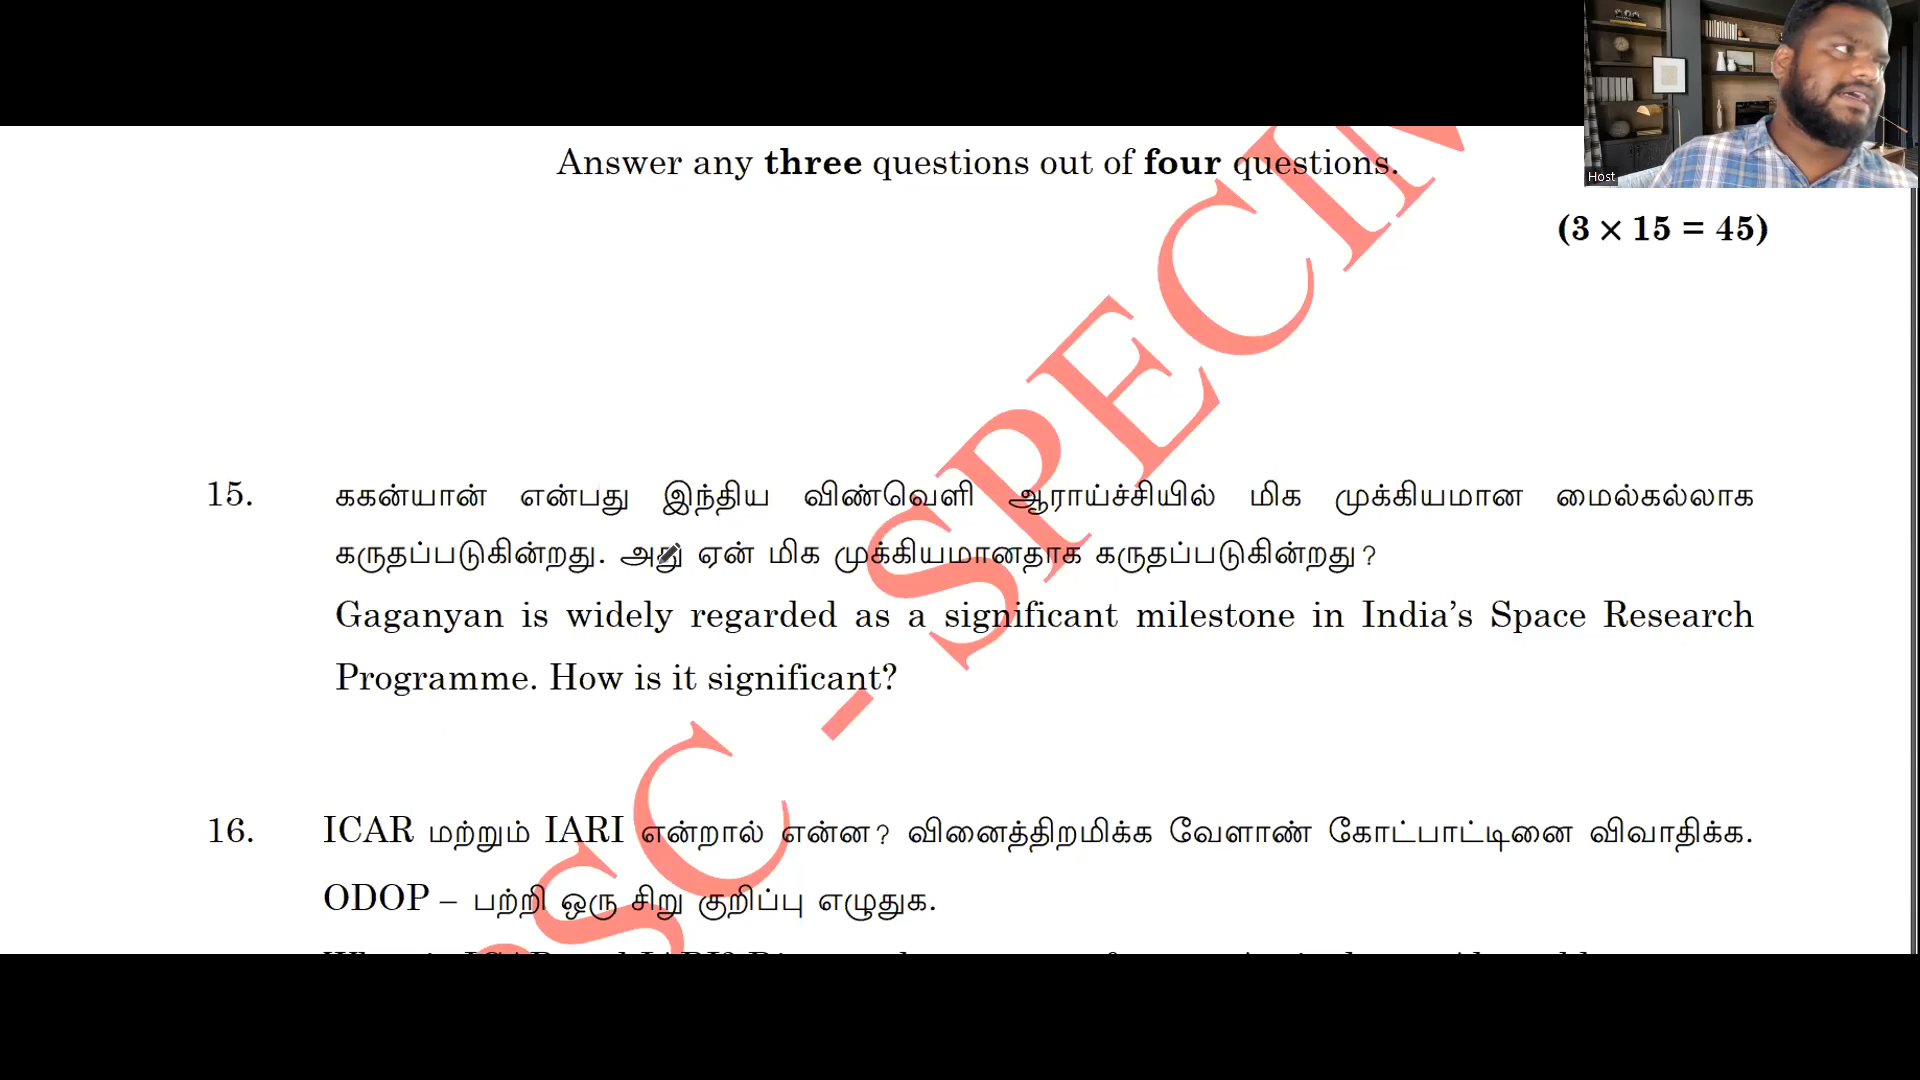 Answer any three questions out of four questions.
Host
(3 × 15 = 45)
15. ககன்யான் என்பது இந்திய விண்வெளி ஆராய்ச்சியில் மிக முக்கியமான மைல்கல்லாக
கருதப்படுகின்றது. அது ஏன் மிக முக்கியமானதாக கருதப்படுகின்றது?
Gaganyan is widely regarded as a significant milestone in India's Space Research
Programme. How is it significant?
16. ICAR மற்றும் IARI என்றால் என்ன? வினைத்திறமிக்க வேளாண் கோட்பாட்டினை விவாதிக்க.
ODOP – பற்றி ஒரு சிறு குறிப்பு எழுதுக.
PSC - SPECIM